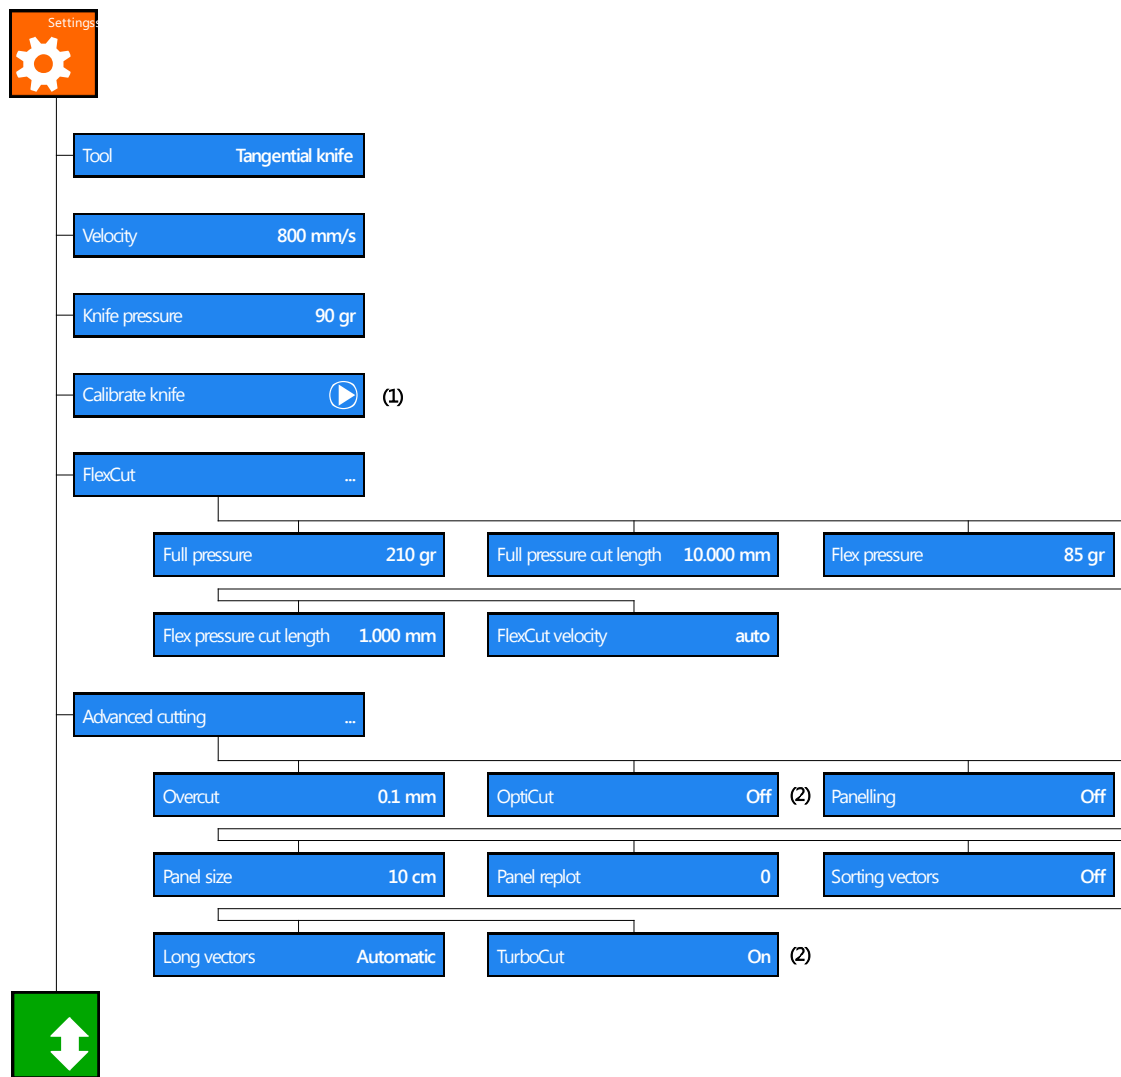 Settingss
Tool Tangential knife
Velocity 800 mm/s
Knife pressure 90 gr
Calibrate knife (1)
FlexCut ...
Full pressure 210 gr Full pressure cut length 10.000 mm Flex pressure 85 gr
Flex pressure cut length 1.000 mm FlexCut velocity auto
Advanced cutting ...
Overcut 0.1 mm OptiCut Off (2) Panelling Off
Panel size 10 cm Panel replot 0 Sorting vectors Off
Long vectors Automatic TurboCut On (2)